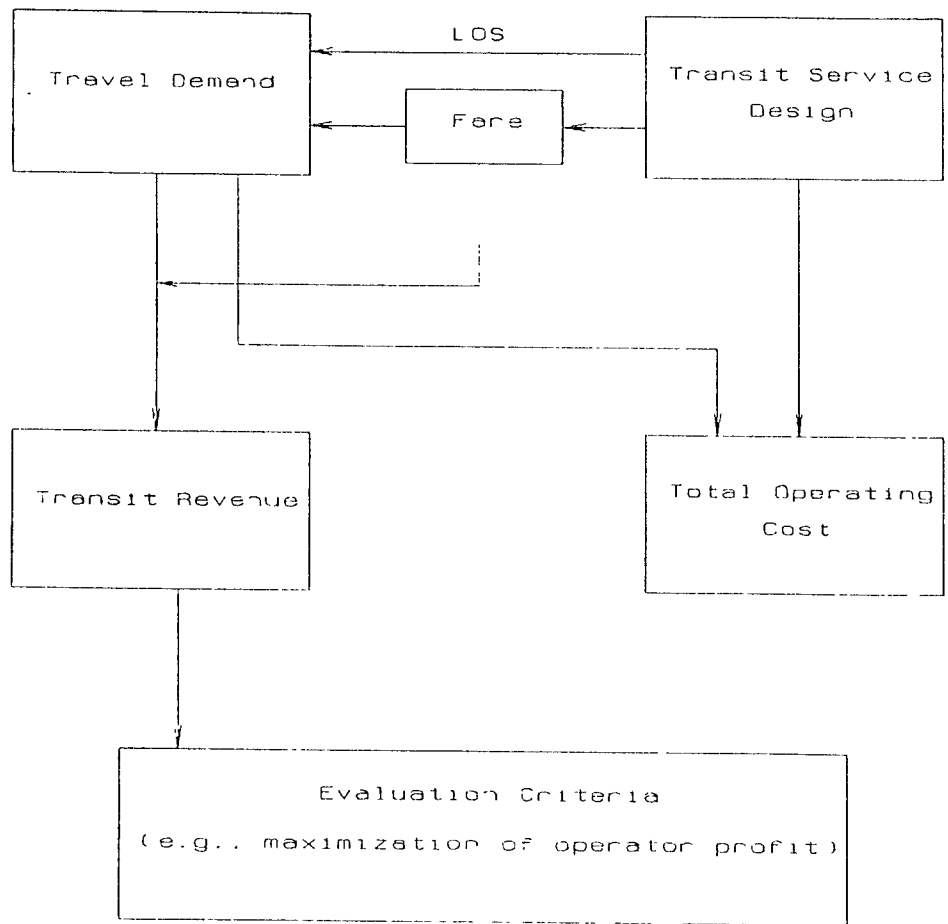 LOS
Travel Demand
Transit Service
Design
Fare
Transit Revenue
Total Operating
Cost
Evaluation Criteria
(e.g., maximization of operator profit)